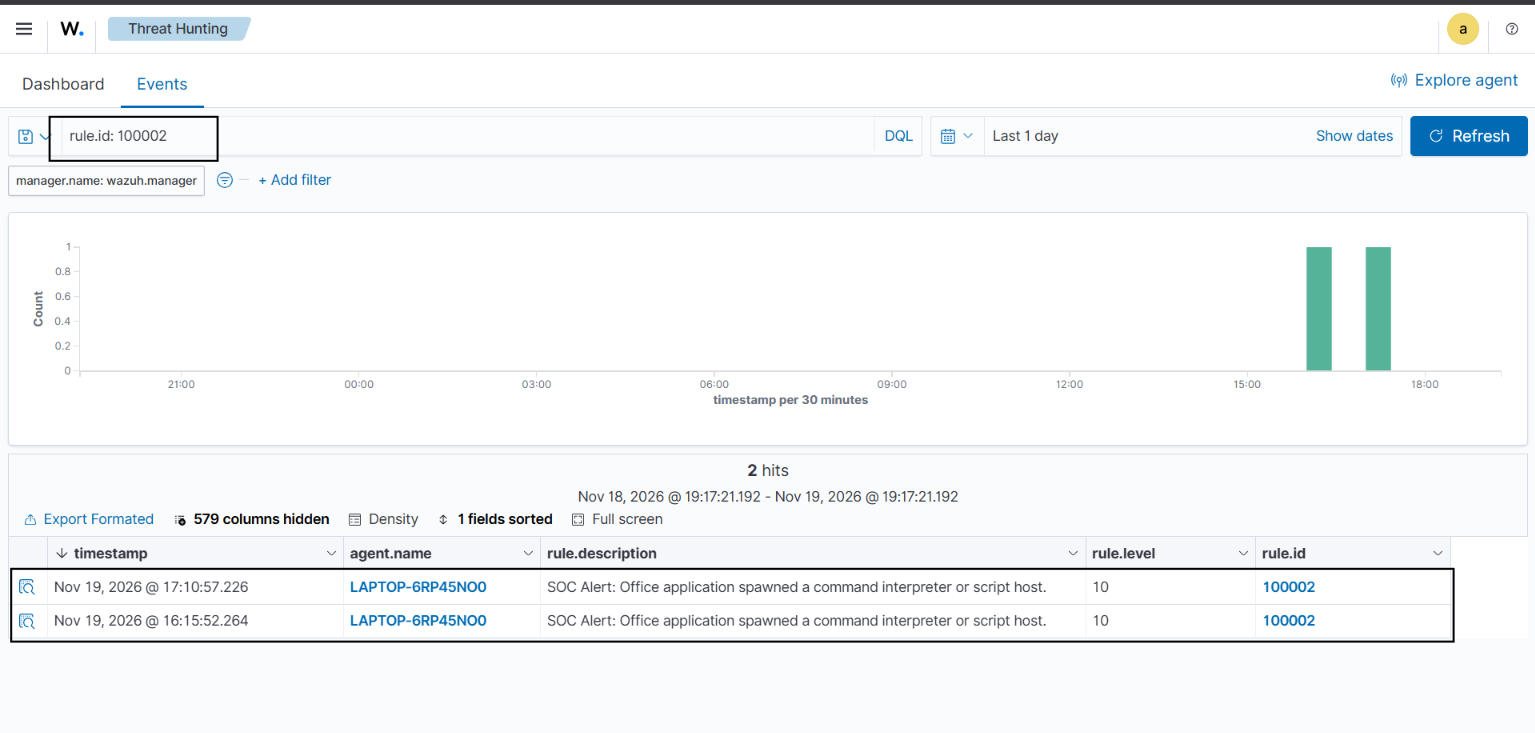 W. Threat Hunting a
Dashboard Events Explore agent
rule.id: 100002 DQL Last 1 day Show dates Refresh
manager.name: wazuh.manager + Add filter
1
0.8
0.6
0.4
0.2
0
Count
21:00 00:00 03:00 06:00 09:00 12:00 15:00 18:00
timestamp per 30 minutes
2 hits
Nov 18, 2026 @ 19:17:21.192 - Nov 19, 2026 @ 19:17:21.192
Export Formated 579 columns hidden Density 1 fields sorted Full screen
timestamp agent.name rule.description rule.level rule.id
Nov 19, 2026 @ 17:10:57.226 LAPTOP-6RP45NO0 SOC Alert: Office application spawned a command interpreter or script host. 10 100002
Nov 19, 2026 @ 16:15:52.264 LAPTOP-6RP45NO0 SOC Alert: Office application spawned a command interpreter or script host. 10 100002